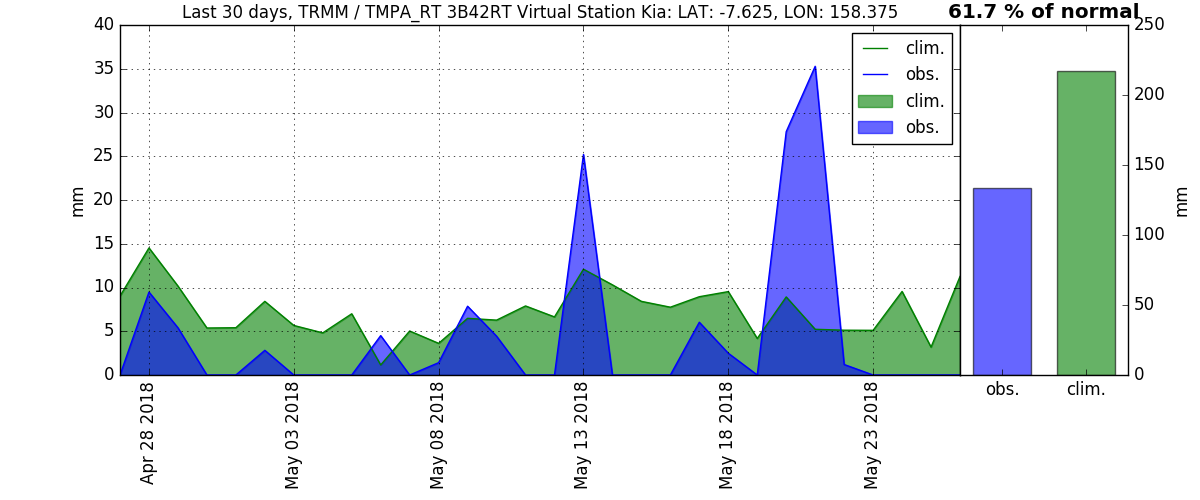 Last 30 days, TRMM / TMPA_RT 3B42RT Virtual Station Kia: LAT: -7.625, LON: 158.375
61.7 % of normal
40
35
30
25
20
15
10
5
0
mm
clim.
obs.
clim.
obs.
250
200
150
100
50
0
mm
obs.
clim.
Apr 28 2018
May 03 2018
May 08 2018
May 13 2018
May 18 2018
May 23 2018